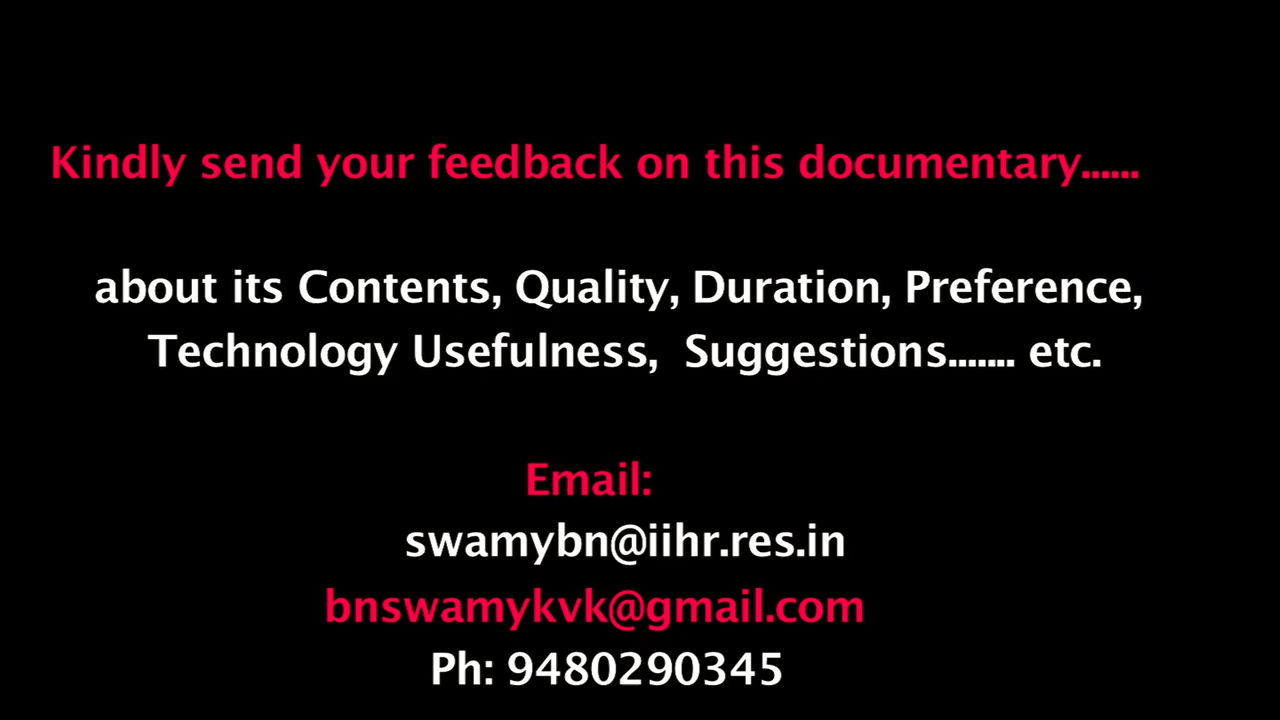 Kindly send your feedback on this documentary......
about its Contents, Quality, Duration, Preference,
Technology Usefulness, Suggestions....... etc.
Email:
swamybn@iihr.res.in
bnswamykvk@gmail.com
Ph: 9480290345